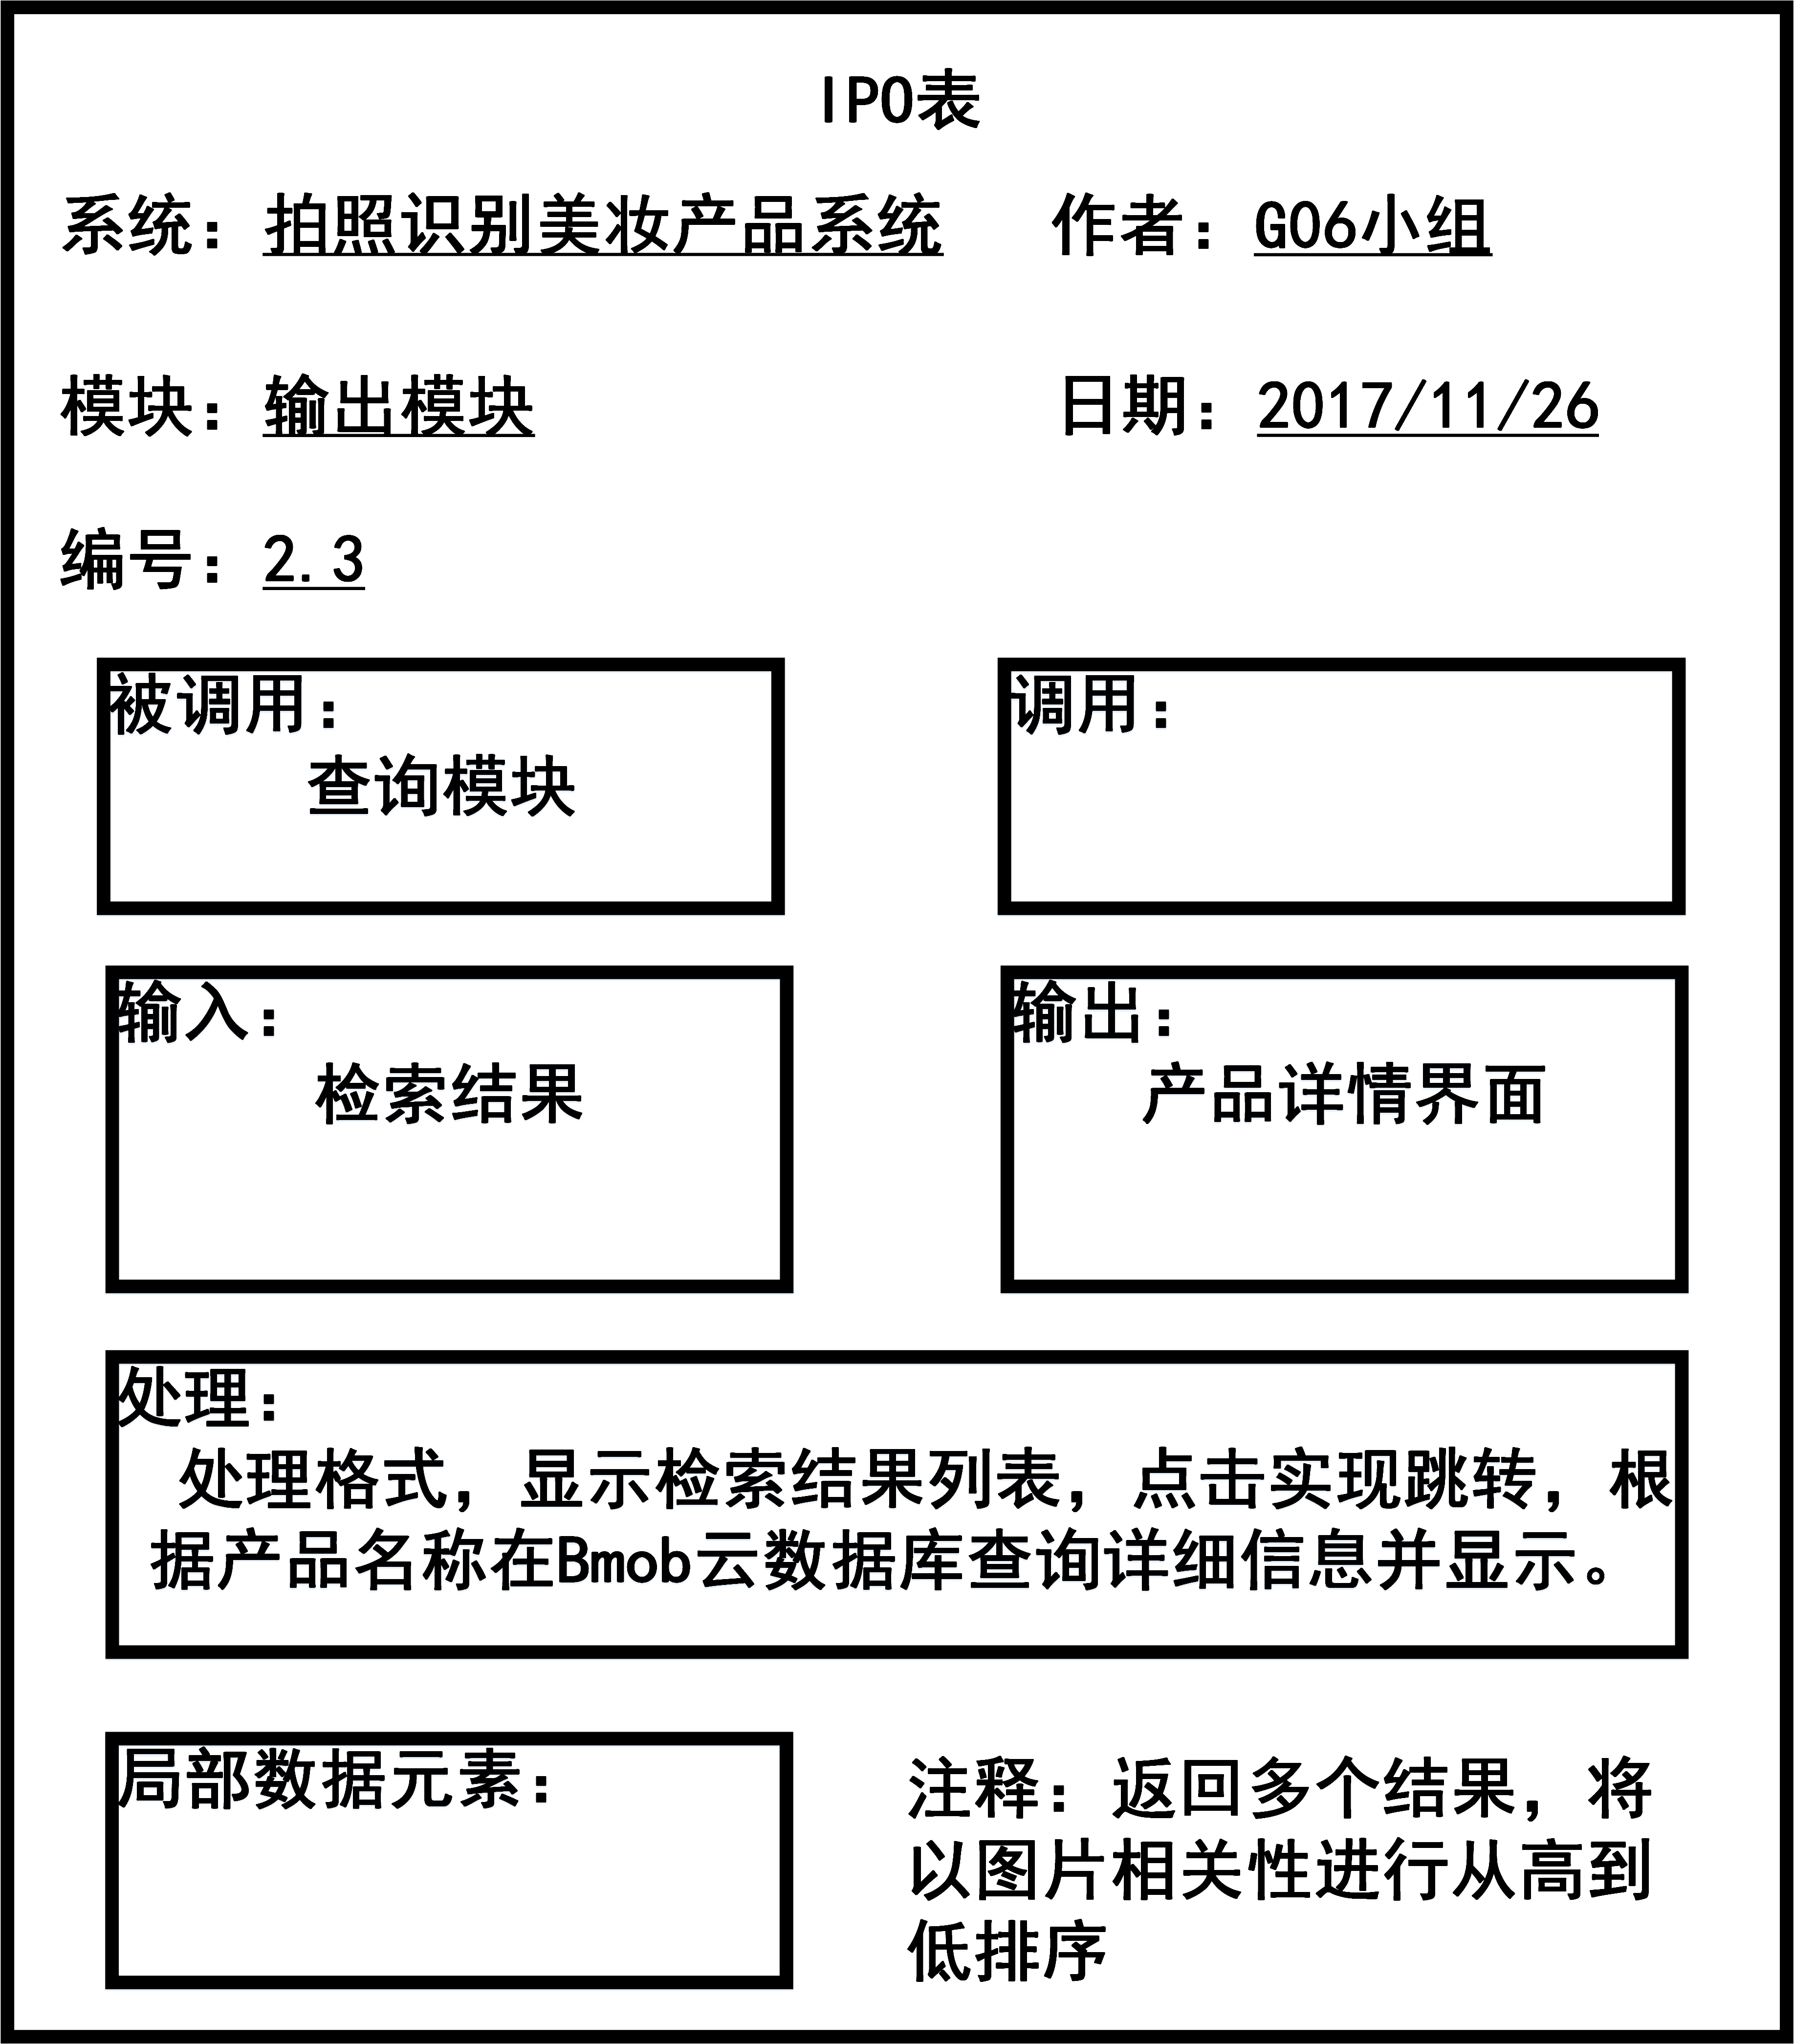 IPO表
系统：拍照识别美妆产品系统 作者：G06小组
模块：输出模块 日期：2017/11/26
编号：2.3
被调用：
查询模块
调用：
输入：
检索结果
输出：
产品详情界面
处理：
处理格式，显示检索结果列表，点击实现跳转，根
据产品名称在Bmob云数据库查询详细信息并显示。
局部数据元素：
注释：返回多个结果，将
以图片相关性进行从高到
低排序